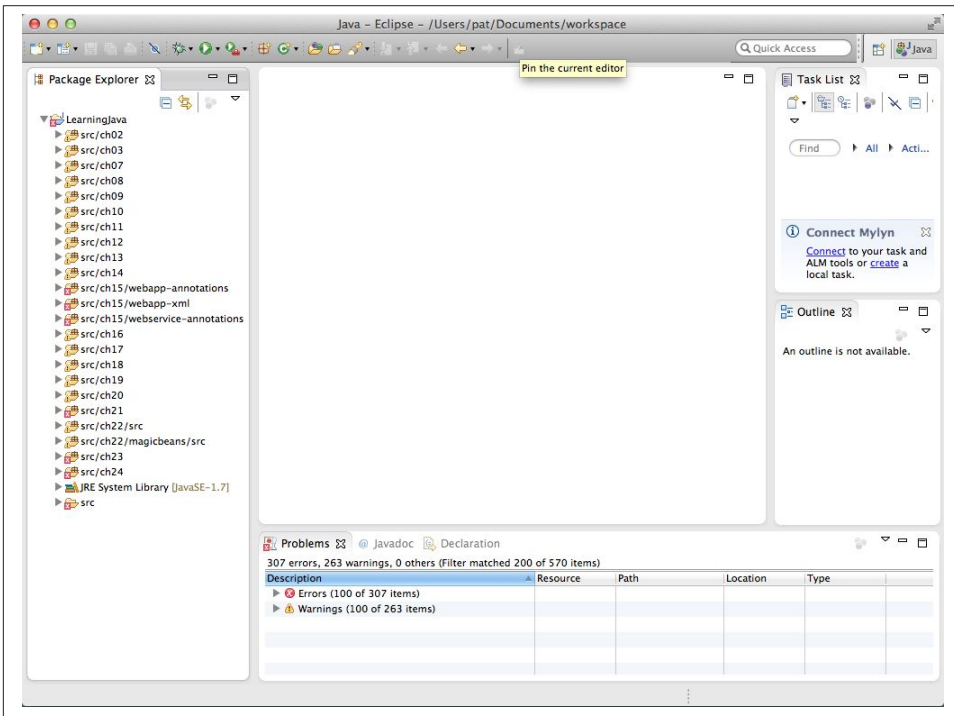 Java – Eclipse – /Users/pat/Documents/workspace
Quick Access
Java
Pin the current editor
Package Explorer
LearningJava
src/ch02
src/ch03
src/ch07
src/ch08
src/ch09
src/ch10
src/ch11
src/ch12
src/ch13
src/ch14
src/ch15/webapp-annotations
src/ch15/webapp-xml
src/ch15/webservice-annotations
src/ch16
src/ch17
src/ch18
src/ch19
src/ch20
src/ch21
src/ch22/src
src/ch22/magicbeans/src
src/ch23
src/ch24
JRE System Library [JavaSE-1.7]
src
Task List
Find
All
Acti...
Connect Mylyn
Connect to your task and
ALM tools or create a
local task.
Outline
An outline is not available.
Problems @ Javadoc Declaration
307 errors, 263 warnings, 0 others (Filter matched 200 of 570 items)
Description Resource Path Location Type
Errors (100 of 307 items)
Warnings (100 of 263 items)